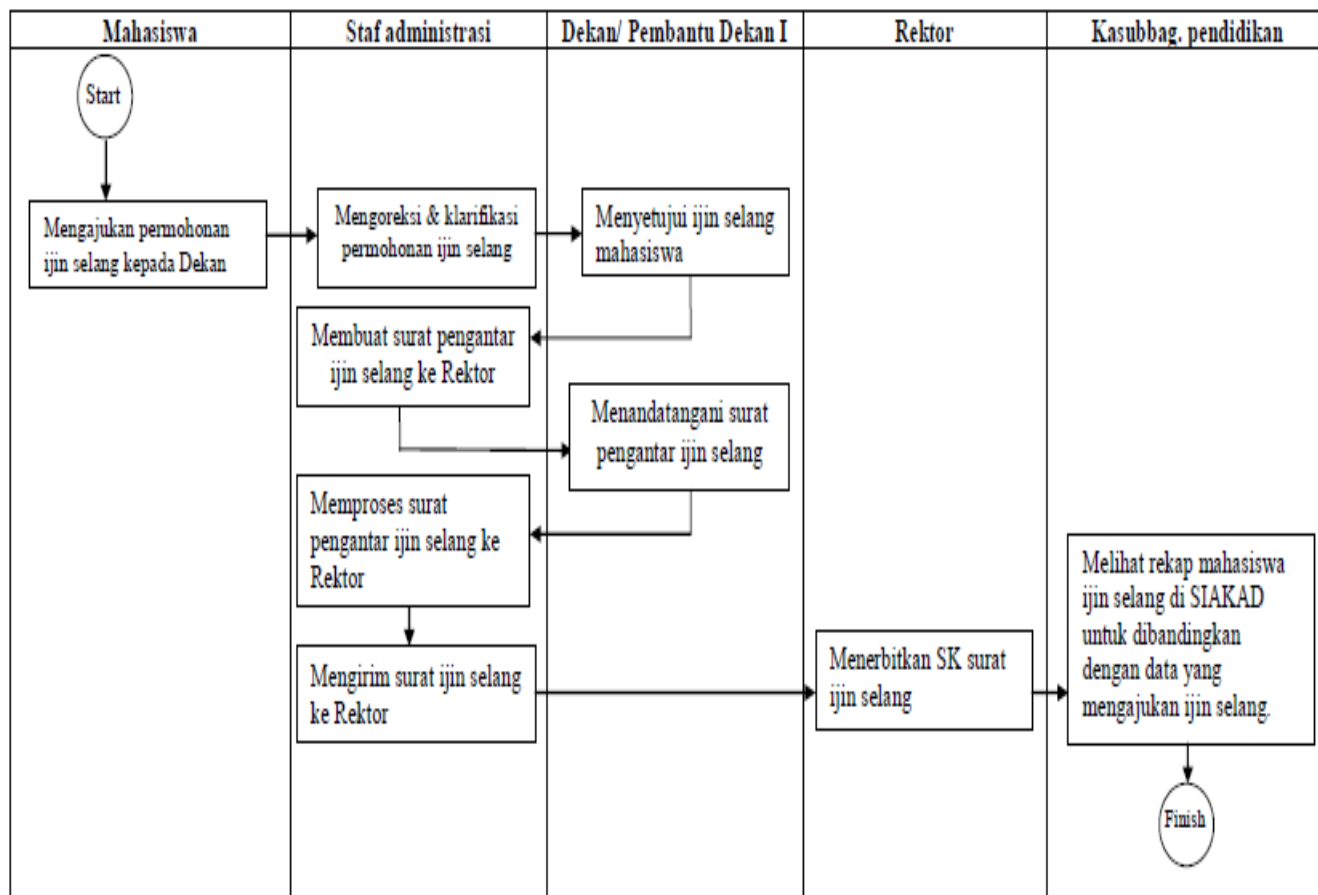 Mahasiswa
Staf administrasi
Dekan/ Pembantu Dekan I
Rektor
Kasubbag. pendidikan
Start
Mengajukan permohonan
ijin selang kepada Dekan
Mengoreksi & klarifikasi
permohonan ijin selang
Menyetujui ijin selang
mahasiswa
Membuat surat pengantar
ijin selang ke Rektor
Menandatangani surat
pengantar ijin selang
Memproses surat
pengantar ijin selang ke
Rektor
Mengirim surat ijin selang
ke Rektor
Menerbitkan SK surat
ijin selang
Melihat rekap mahasiswa
ijin selang di SIAKAD
untuk dibandingkan
dengan data yang
mengajukan ijin selang.
Finish